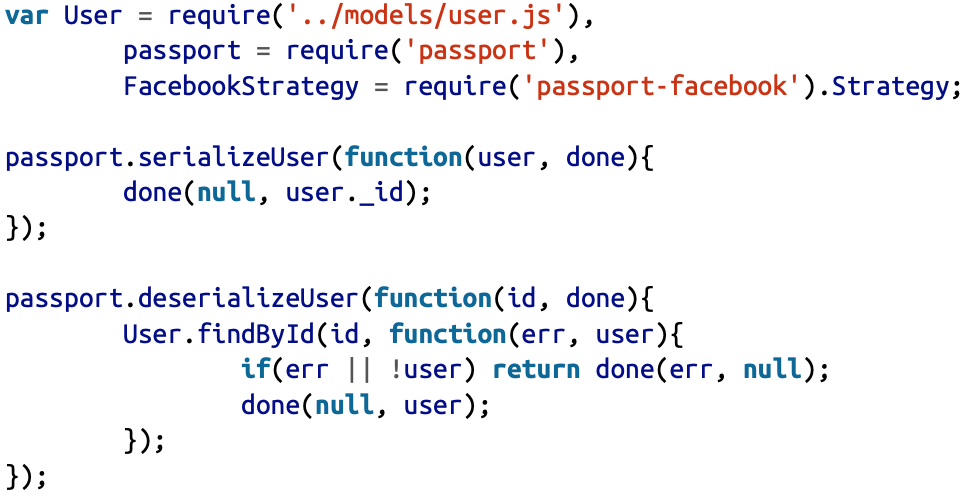 var User = require('../models/user.js'),
        passport = require('passport'),
        FacebookStrategy = require('passport-facebook').Strategy;

passport.serializeUser(function(user, done){
        done(null, user._id);
});

passport.deserializeUser(function(id, done){
        User.findById(id, function(err, user){
                if(err || !user) return done(err, null);
                done(null, user);
        });
});